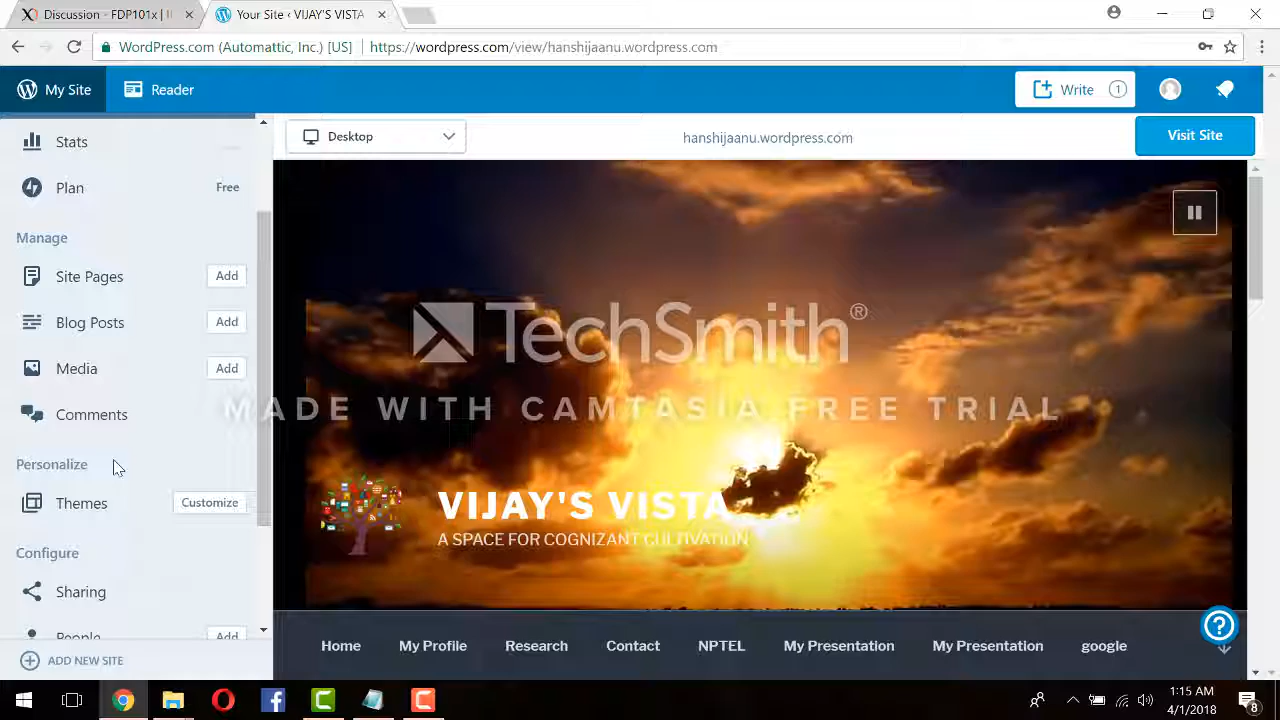 Discussion - FDP101x | I
Your Site ‹ VIJAY'S VISTA
WordPress.com (Automattic, Inc.) [US]
https://wordpress.com/view/hanshijaanu.wordpress.com
My Site
Reader
Write
1
Stats
Desktop
hanshijaanu.wordpress.com
Visit Site
Plan
Free
Manage
Site Pages
Add
Blog Posts
Add
Media
Add
Comments
Personalize
Themes
Customize
Configure
Sharing
People
Add
ADD NEW SITE
TechSmith®
MADE WITH CAMTASIA FREE TRIAL
VIJAY'S VISTA
A SPACE FOR COGNIZANT CULTIVATION
Home
My Profile
Research
Contact
NPTEL
My Presentation
My Presentation
google
1:15 AM
4/1/2018
8